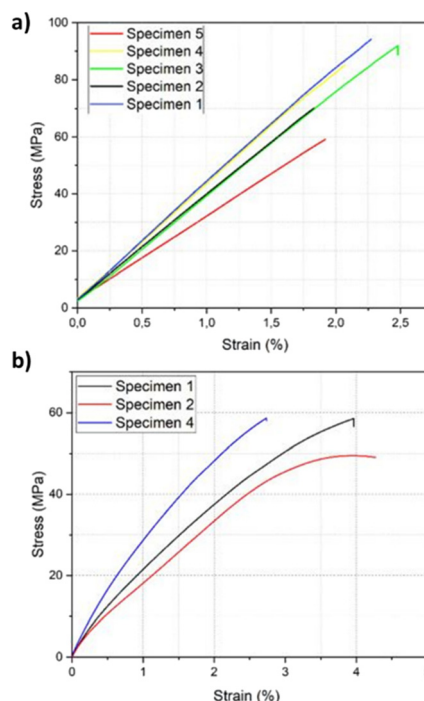 a)
100
80
60
40
20
0
Stress (MPa)
Specimen 5
Specimen 4
Specimen 3
Specimen 2
Specimen 1
0,0 0,5 1,0 1,5 2,0 2,5
Strain (%)
b)
60
40
20
0
Stress (MPa)
Specimen 1
Specimen 2
Specimen 4
0 1 2 3 4
Strain (%)